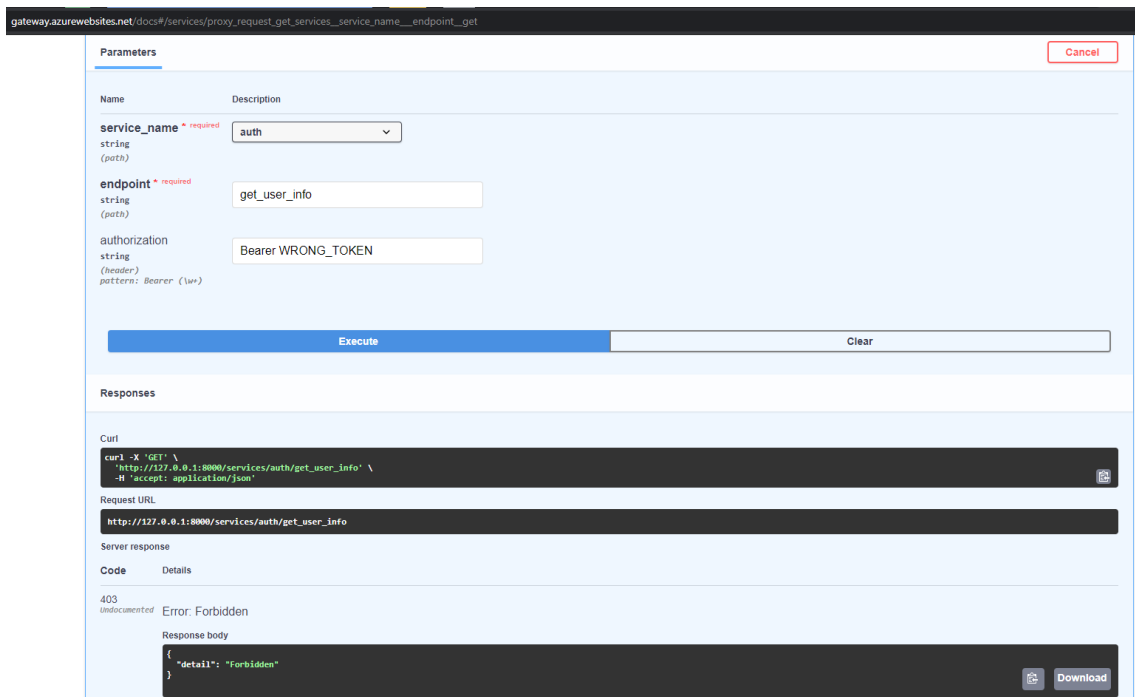 gateway.azurewebsites.net/docs#/services/proxy_request_get_services__service_name___endpoint__get
Parameters
Cancel
Name Description
service_name * required
string
(path)
auth
endpoint * required
string
(path)
get_user_info
authorization
string
(header)
pattern: Bearer (\w+)
Bearer WRONG_TOKEN
Execute
Clear
Responses
Curl
curl -X 'GET' \
'http://127.0.0.1:8000/services/auth/get_user_info' \
-H 'accept: application/json'
Request URL
http://127.0.0.1:8000/services/auth/get_user_info
Server response
Code Details
403
Undocumented
Error: Forbidden
Response body
{
"detail": "Forbidden"
}
Download